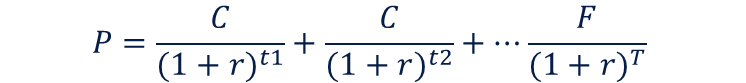 P = C/(1 + r)^{t1} + C/(1 + r)^{t2} + ⋯ F/(1 + r)^T